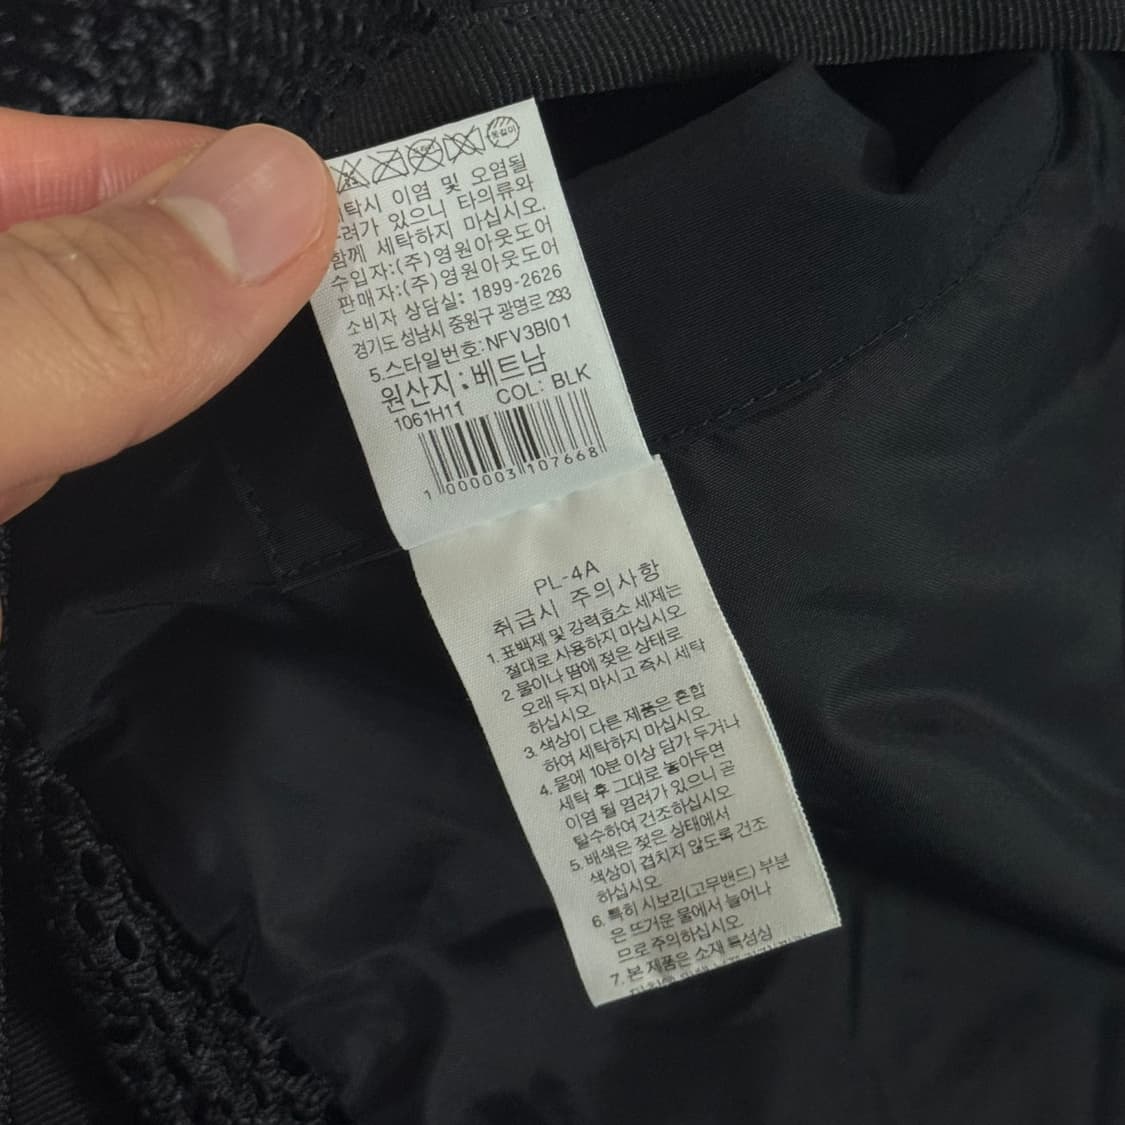 옷걸이
탁시 이염 및 오염될
려가 있으니 타의류와
함께 세탁하지 마십시오.
수입자:(주)영원아웃도어
판매자:(주)영원아웃도어
소비자 상담실: 1899-2626
경기도 성남시 중원구 광명로 293
5.스타일번호:NFV3BI01
원산지.베트남
1061H11 COL: BLK
1 000003 107668
PL-4A
취급시 주의사항
1. 표백제 및 강력효소 세제는
절대로 사용하지 마십시오
2 물이나 땀에 젖은 상태로
오래 두지 마시고 즉시 세탁
하십시오
3. 색상이 다른 제품은 혼합
하여 세탁하지 마십시오
4. 물에 10분 이상 담가 두거나
세탁 후 그대로 놓아두면
이염 될 염려가 있으니 곧
탈수하여 건조하십시오
5. 배색은 젖은 상태에서
색상이 겹치지 않도록 건조
하십시오
6. 특히 시보리(고무밴드) 부분
은 뜨거운 물에서 늘어나
므로 주의하십시오.
7. 본 제품은 소재 특성상